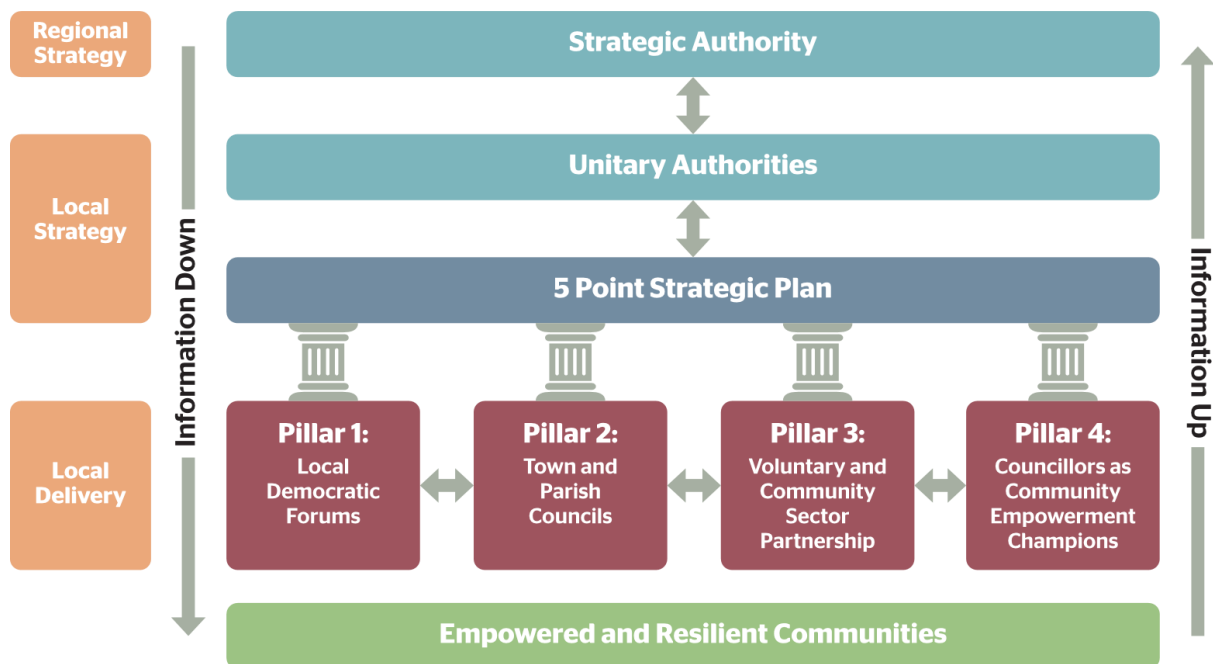 Regional
Strategy
Strategic Authority
Unitary Authorities
Local
Strategy
Information Down
Information Up
5 Point Strategic Plan
Local
Delivery
Pillar 1:
Local
Democratic
Forums
Pillar 2:
Town and
Parish
Councils
Pillar 3:
Voluntary and
Community
Sector
Partnership
Pillar 4:
Councillors as
Community
Empowerment
Champions
Empowered and Resilient Communities